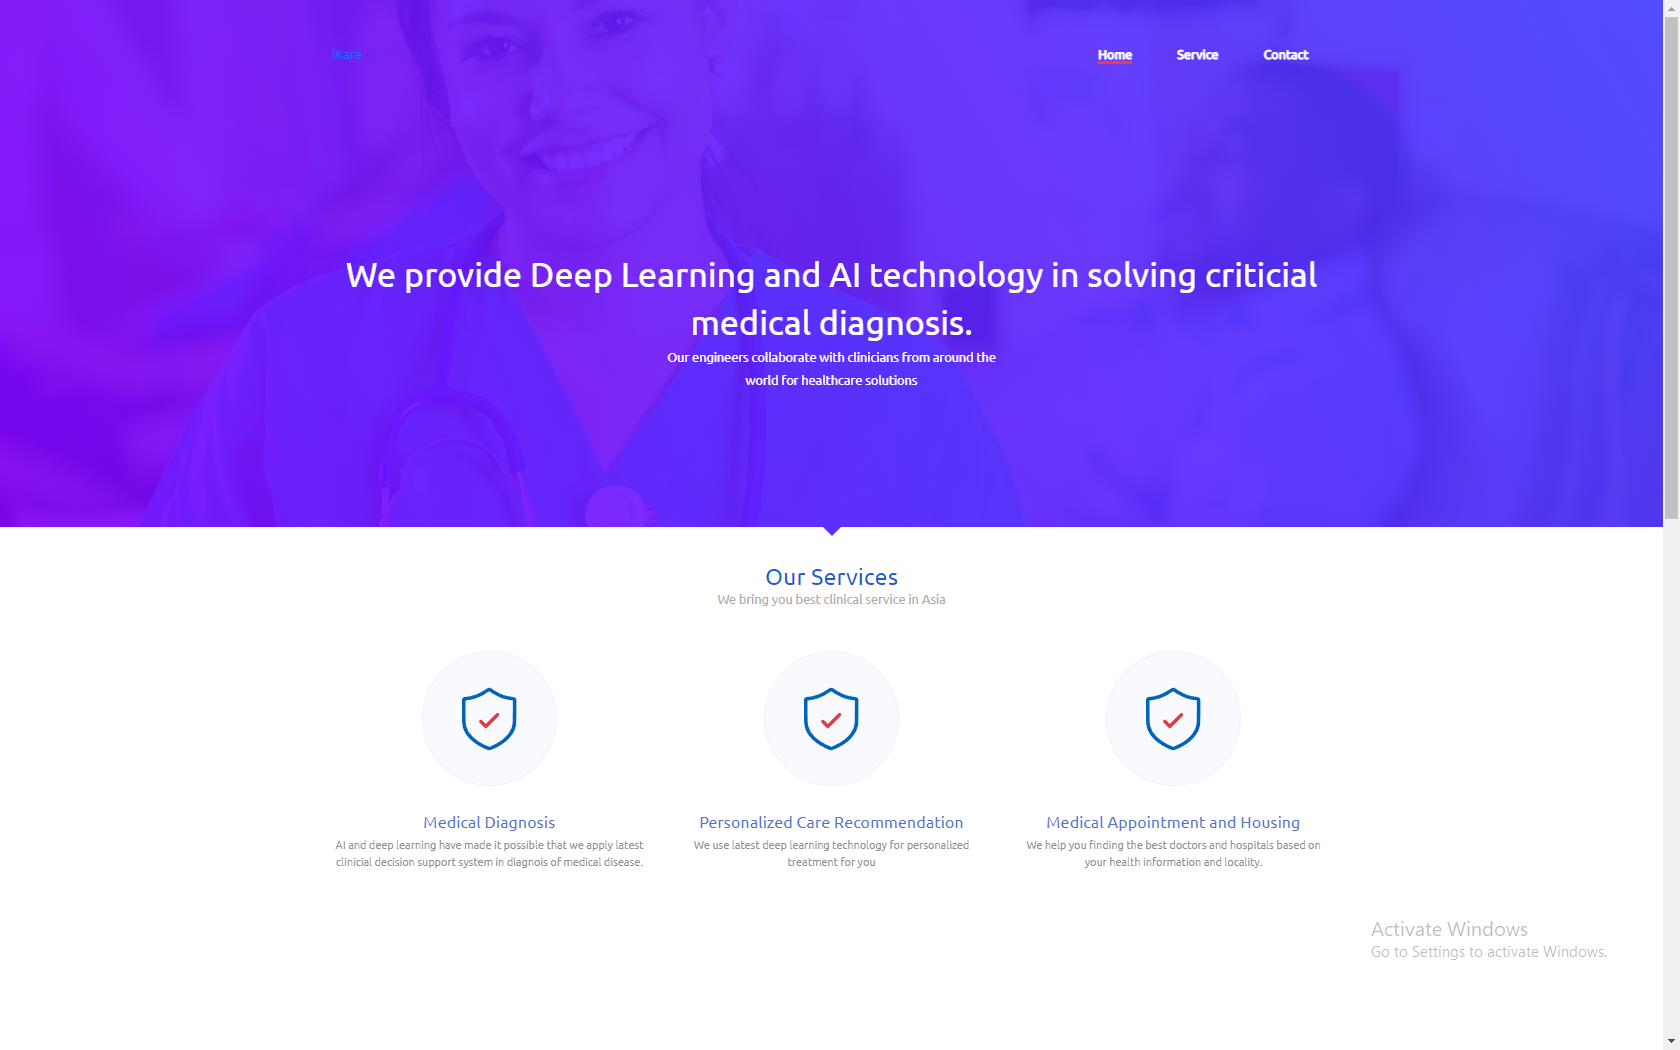 iKare
Home Service Contact
We provide Deep Learning and AI technology in solving criticial
medical diagnosis.
Our engineers collaborate with clinicians from around the
world for healthcare solutions
Our Services
We bring you best clinical service in Asia
Medical Diagnosis
AI and deep learning have made it possible that we apply latest
clinicial decision support system in diagnois of medical disease.
Personalized Care Recommendation
We use latest deep learning technology for personalized
treatment for you
Medical Appointment and Housing
We help you finding the best doctors and hospitals based on
your health information and locality.
Activate Windows
Go to Settings to activate Windows.